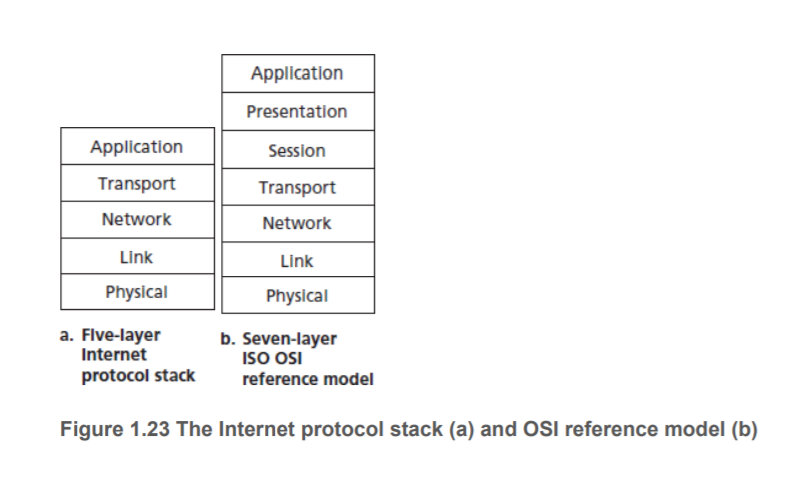 Application
Transport
Network
Link
Physical
a. Five-layer
Internet
protocol stack
Application
Presentation
Session
Transport
Network
Link
Physical
b. Seven-layer
ISO OSI
reference model
Figure 1.23 The Internet protocol stack (a) and OSI reference model (b)